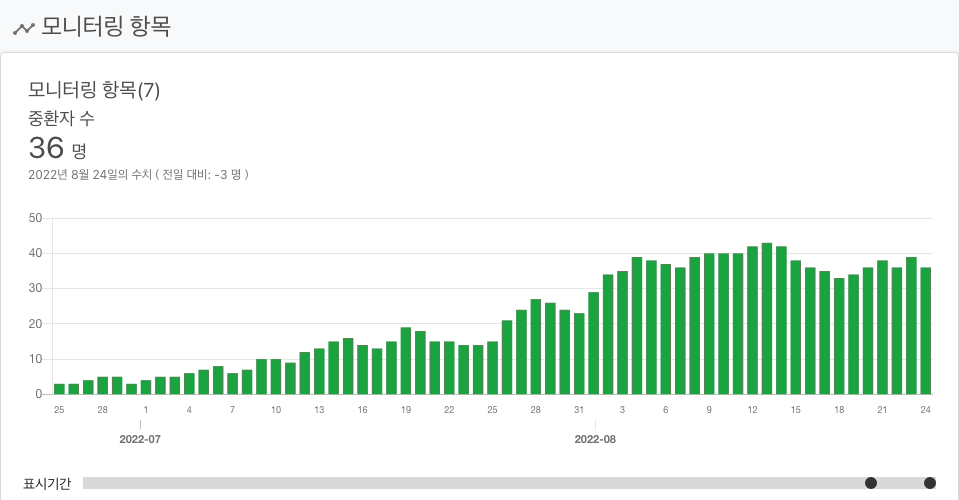 모니터링 항목
모니터링 항목(7)
중환자 수
36 명
2022년 8월 24일의 수치 ( 전일 대비: -3 명 )
50
40
30
20
10
0
25 28 1 4 7 10 13 16 19 22 25 28 31 3 6 9 12 15 18 21 24
2022-07 2022-08
표시기간